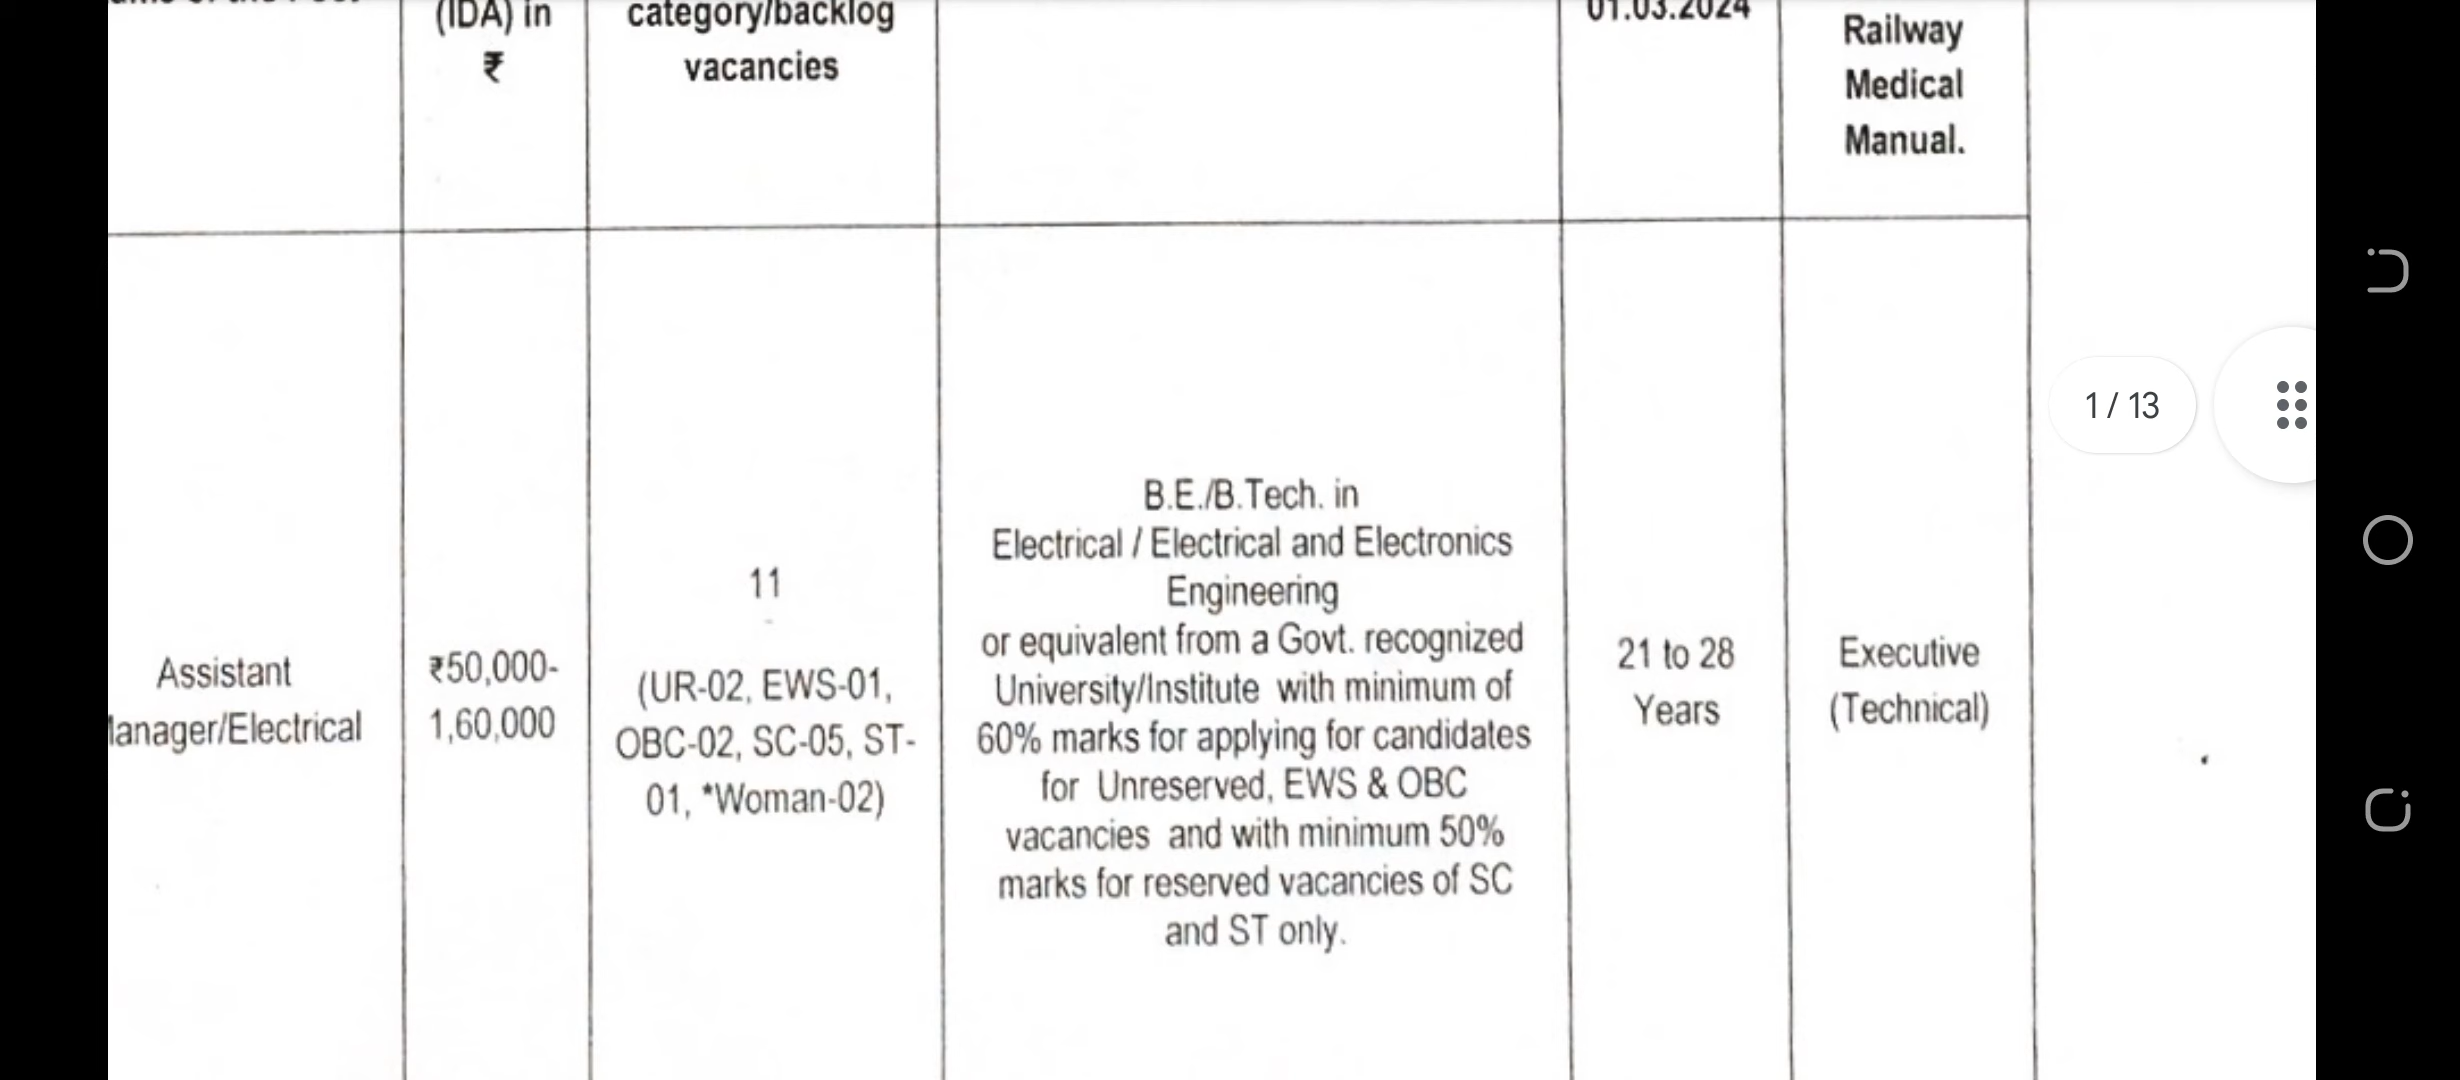 (IDA) in
₹
category/backlog
vacancies
01.03.2024
Railway
Medical
Manual.
Assistant
anager/Electrical
₹50,000-
1,60,000
11
(UR-02, EWS-01,
OBC-02, SC-05, ST-
01, *Woman-02)
B.E./B.Tech. in
Electrical / Electrical and Electronics
Engineering
or equivalent from a Govt. recognized
University/Institute with minimum of
60% marks for applying for candidates
for Unreserved, EWS & OBC
vacancies and with minimum 50%
marks for reserved vacancies of SC
and ST only.
21 to 28
Years
Executive
(Technical)
1 / 13